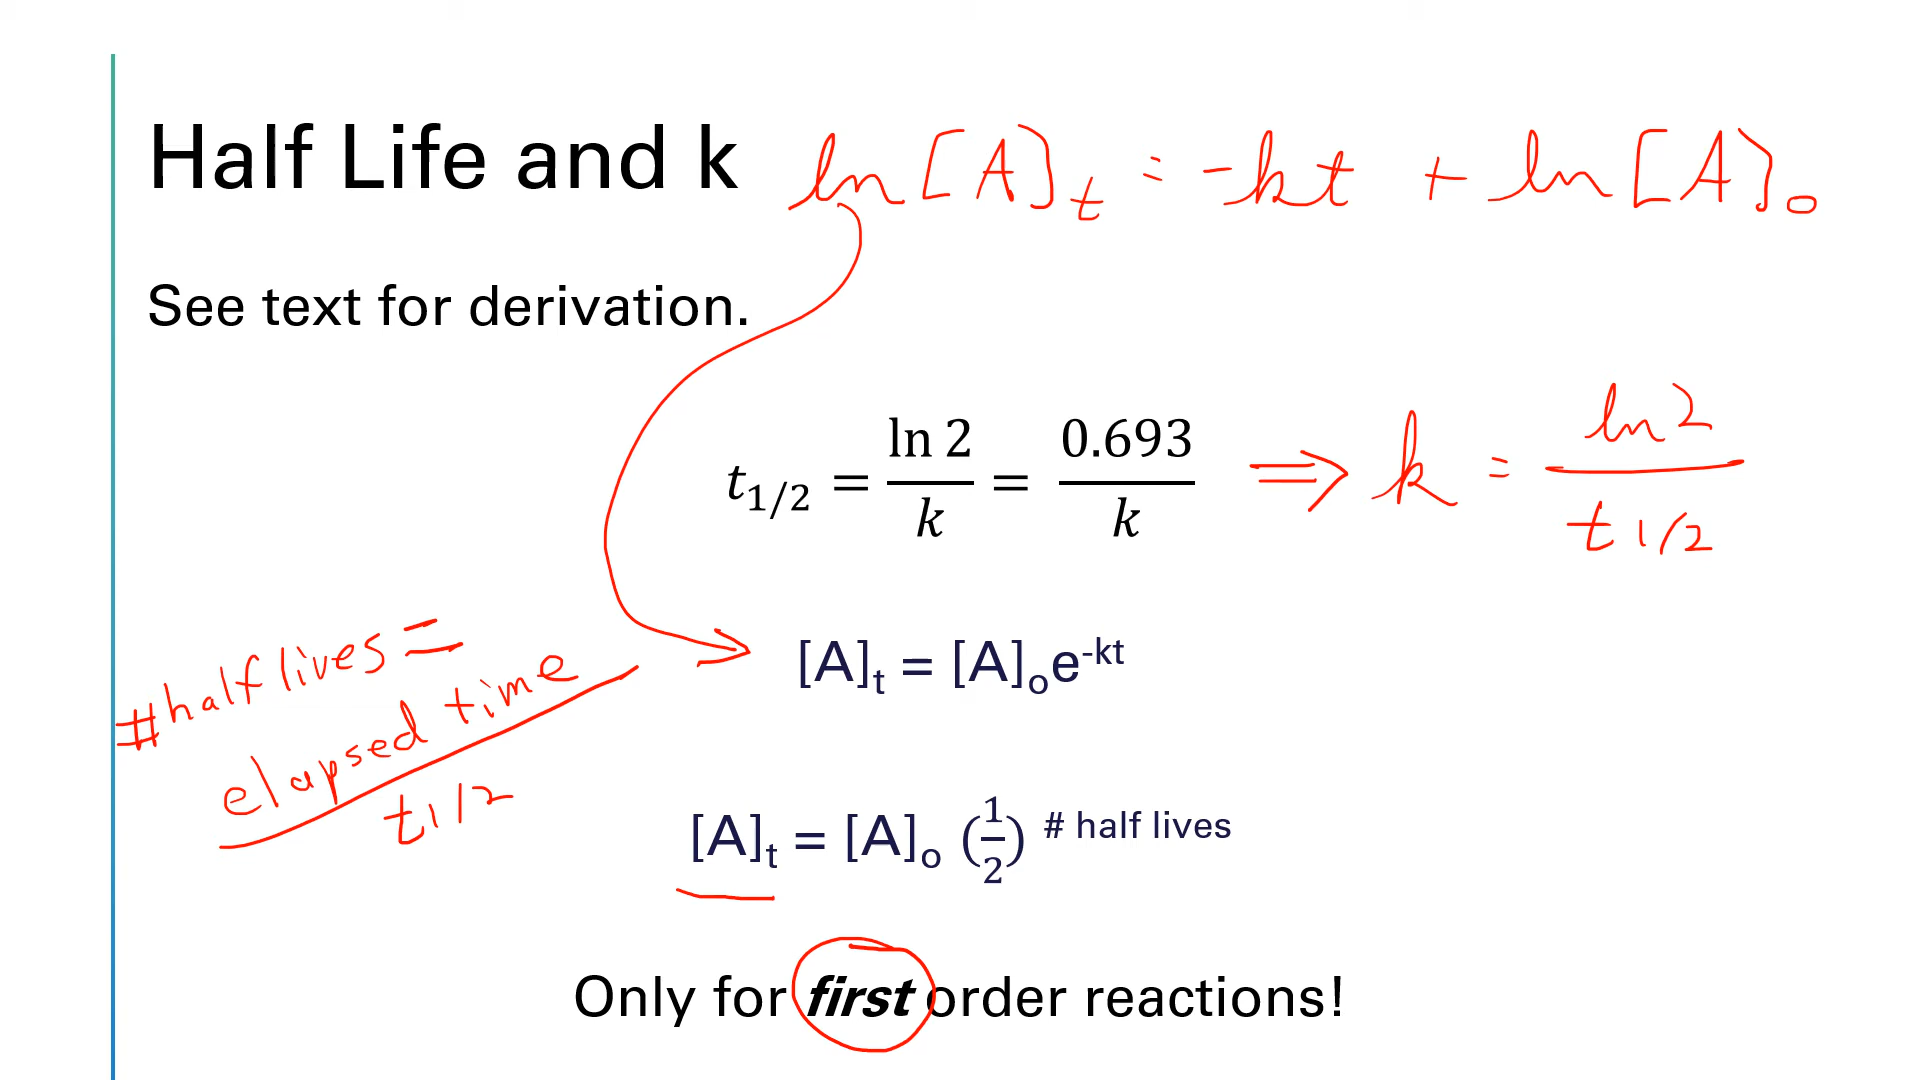 Half Life and k
ln[A]t = -kt + ln[A]o
See text for derivation.
t1/2 = ln 2/k = 0.693/k ⟹ k = ln2/t1/2
#half lives =
elapsed time
t1/2
[A]t = [A]oe-kt
[A]t = [A]o (1/2) # half lives
Only for first order reactions!